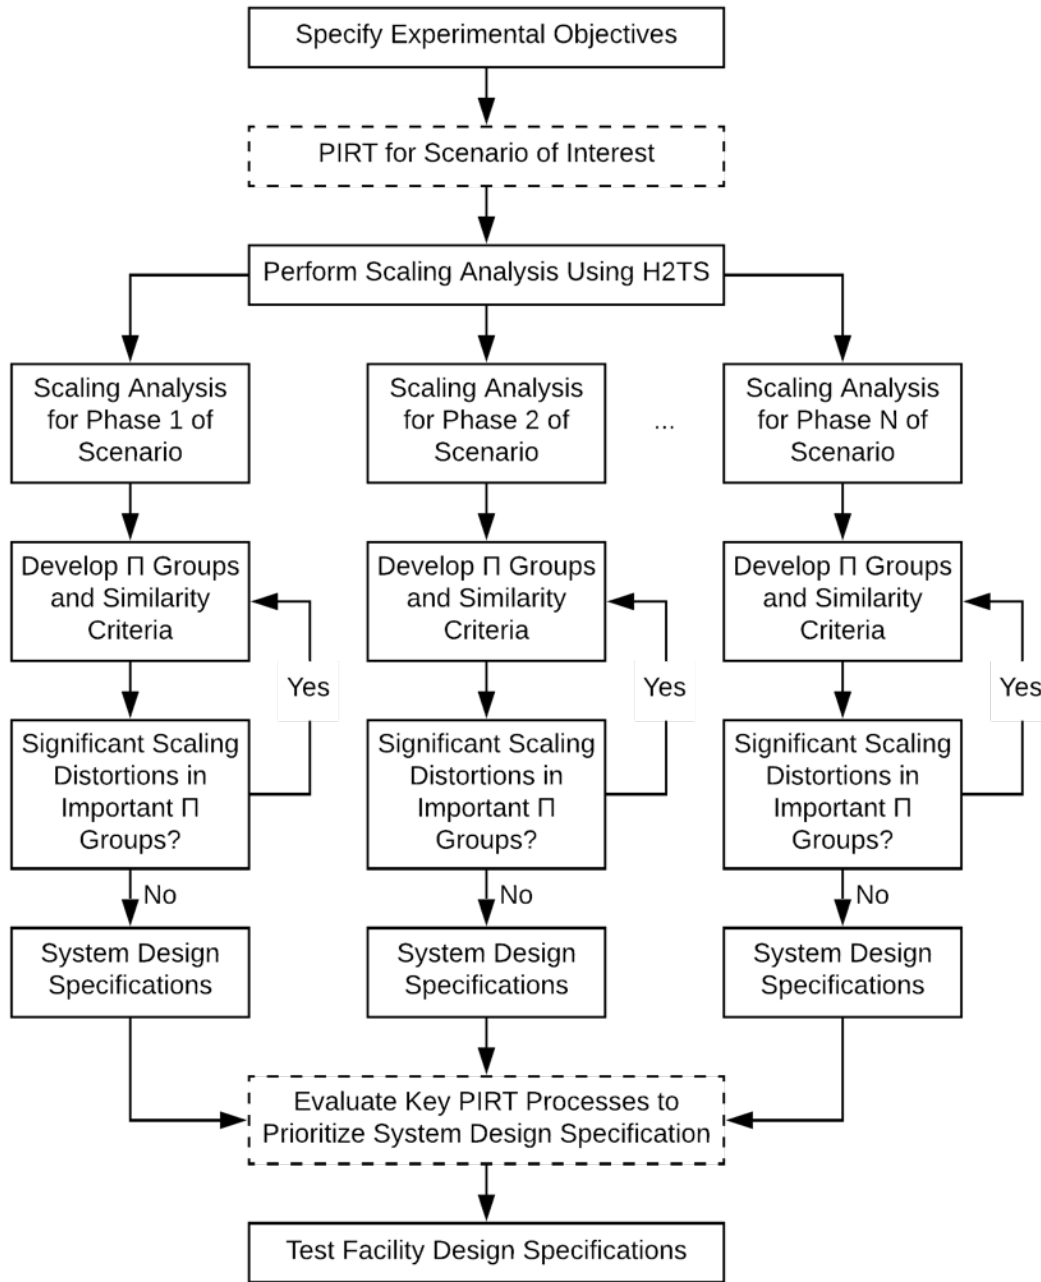 Specify Experimental Objectives
PIRT for Scenario of Interest
Perform Scaling Analysis Using H2TS
Scaling Analysis
for Phase 1 of
Scenario
Scaling Analysis
for Phase 2 of
Scenario
...
Scaling Analysis
for Phase N of
Scenario
Develop Π Groups
and Similarity
Criteria
Develop Π Groups
and Similarity
Criteria
Develop Π Groups
and Similarity
Criteria
Yes
Yes
Yes
Significant Scaling
Distortions in
Important Π
Groups?
Significant Scaling
Distortions in
Important Π
Groups?
Significant Scaling
Distortions in
Important Π
Groups?
No
No
No
System Design
Specifications
System Design
Specifications
System Design
Specifications
Evaluate Key PIRT Processes to
Prioritize System Design Specification
Test Facility Design Specifications